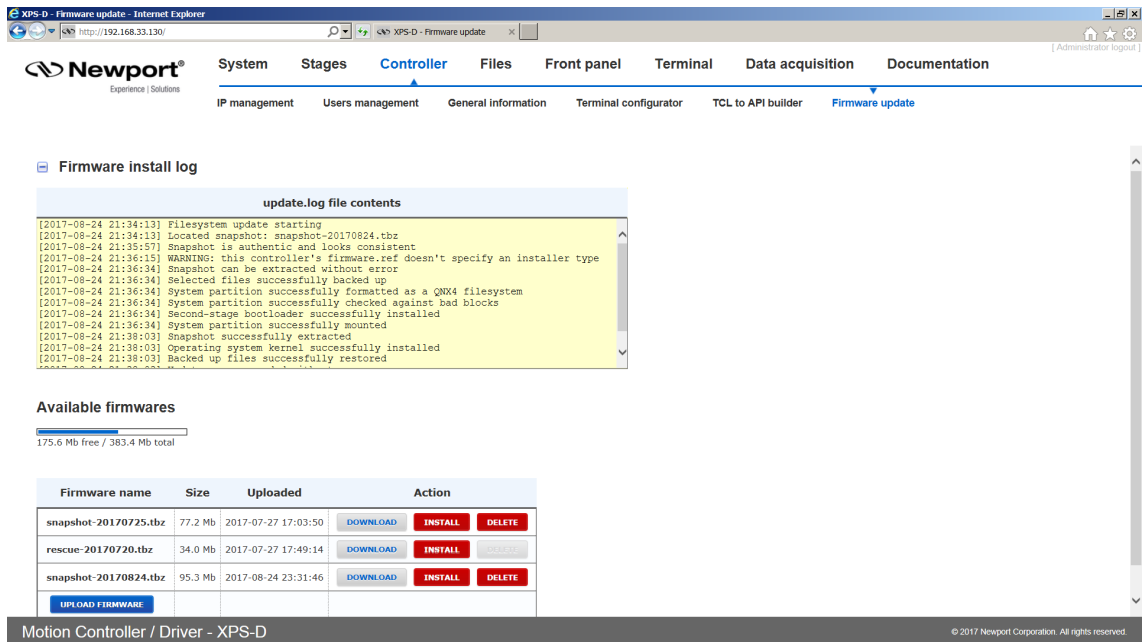 XPS-D - Firmware update - Internet Explorer
http://192.168.33.130/
XPS-D - Firmware update
[ Administrator logout ]
Newport®
Experience | Solutions
System Stages Controller Files Front panel Terminal Data acquisition Documentation
IP management Users management General information Terminal configurator TCL to API builder Firmware update
Firmware install log
update.log file contents
[2017-08-24 21:34:13] Filesystem update starting
[2017-08-24 21:34:13] Located snapshot: snapshot-20170824.tbz
[2017-08-24 21:35:57] Snapshot is authentic and looks consistent
[2017-08-24 21:36:15] WARNING: this controller's firmware.ref doesn't specify an installer type
[2017-08-24 21:36:34] Snapshot can be extracted without error
[2017-08-24 21:36:34] Selected files successfully backed up
[2017-08-24 21:36:34] System partition successfully formatted as a QNX4 filesystem
[2017-08-24 21:36:34] System partition successfully checked against bad blocks
[2017-08-24 21:36:34] Second-stage bootloader successfully installed
[2017-08-24 21:36:34] System partition successfully mounted
[2017-08-24 21:38:03] Snapshot successfully extracted
[2017-08-24 21:38:03] Operating system kernel successfully installed
[2017-08-24 21:38:03] Backed up files successfully restored
Available firmwares
175.6 Mb free / 383.4 Mb total
Firmware name Size Uploaded Action
snapshot-20170725.tbz 77.2 Mb 2017-07-27 17:03:50 DOWNLOAD INSTALL DELETE
rescue-20170720.tbz 34.0 Mb 2017-07-27 17:49:14 DOWNLOAD INSTALL DELETE
snapshot-20170824.tbz 95.3 Mb 2017-08-24 23:31:46 DOWNLOAD INSTALL DELETE
UPLOAD FIRMWARE
Motion Controller / Driver - XPS-D
© 2017 Newport Corporation. All rights reserved.